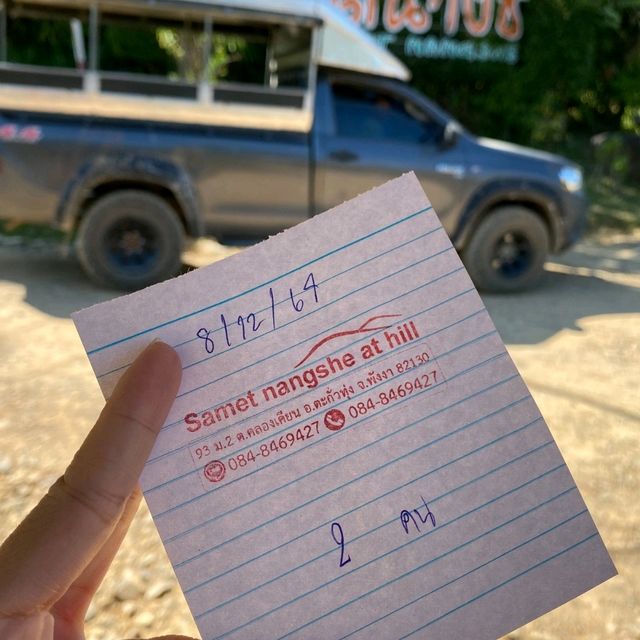 8/12/64
Samet nangshe at hill
93 ม.2 ต.คลองเคียน อ.ตะกั่วทุ่ง จ.พังงา 82130
084-8469427 084-8469427
2 คน